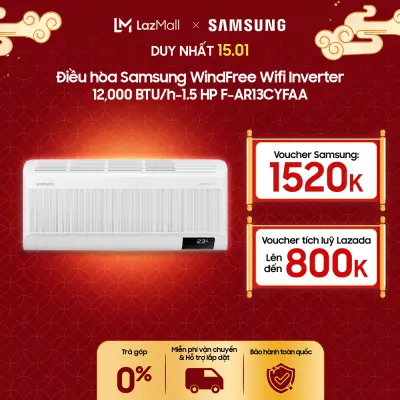 LazMall × SAMSUNG
DUY NHẤT 15.01
Điều hòa Samsung WindFree Wifi Inverter
12,000 BTU/h-1.5 HP F-AR13CYFAA
Voucher Samsung:
1520K
Voucher tích luỹ Lazada
Lên
đến 800K
SAMSUNG
Trả góp
0%
Miễn phí vận chuyển
& Hỗ trợ lắp đặt
Bảo hành toàn quốc